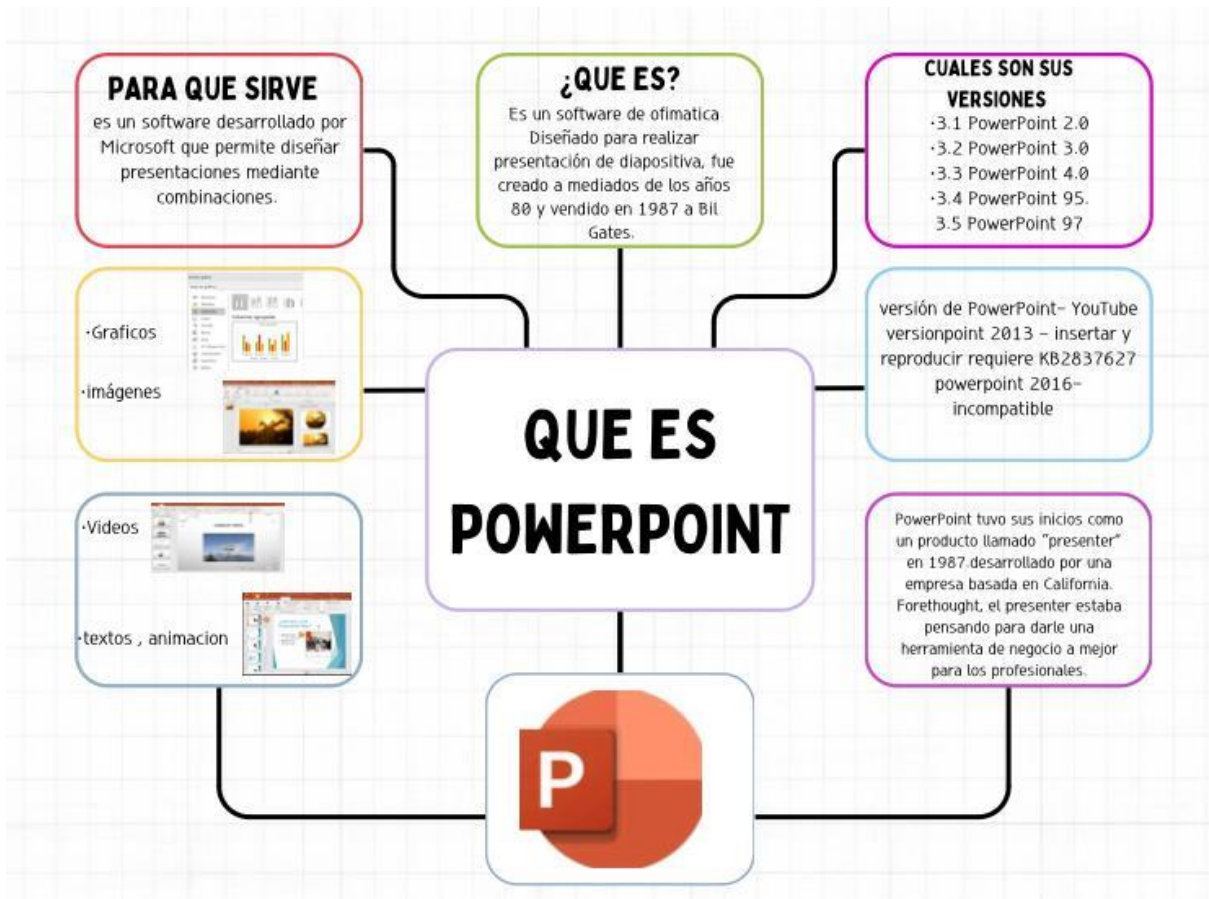 PARA QUE SIRVE
es un software desarrollado por
Microsoft que permite diseñar
presentaciones mediante
combinaciones.
¿QUE ES?
Es un software de ofimatica
Diseñado para realizar
presentación de diapositiva, fue
creado a mediados de los años
80 y vendido en 1987 a Bil
Gates.
CUALES SON SUS
VERSIONES
·3.1 PowerPoint 2.0
·3.2 PowerPoint 3.0
·3.3 PowerPoint 4.0
·3.4 PowerPoint 95.
3.5 PowerPoint 97
·Graficos
·imágenes
versión de PowerPoint- YouTube
versionpoint 2013 - insertar y
reproducir requiere KB2837627
powerpoint 2016-
incompatible
QUE ES
POWERPOINT
·Videos
·textos , animacion
PowerPoint tuvo sus inicios como
un producto llamado "presenter"
en 1987.desarrollado por una
empresa basada en California.
Forethought, el presenter estaba
pensando para darle una
herramienta de negocio a mejor
para los profesionales.
P